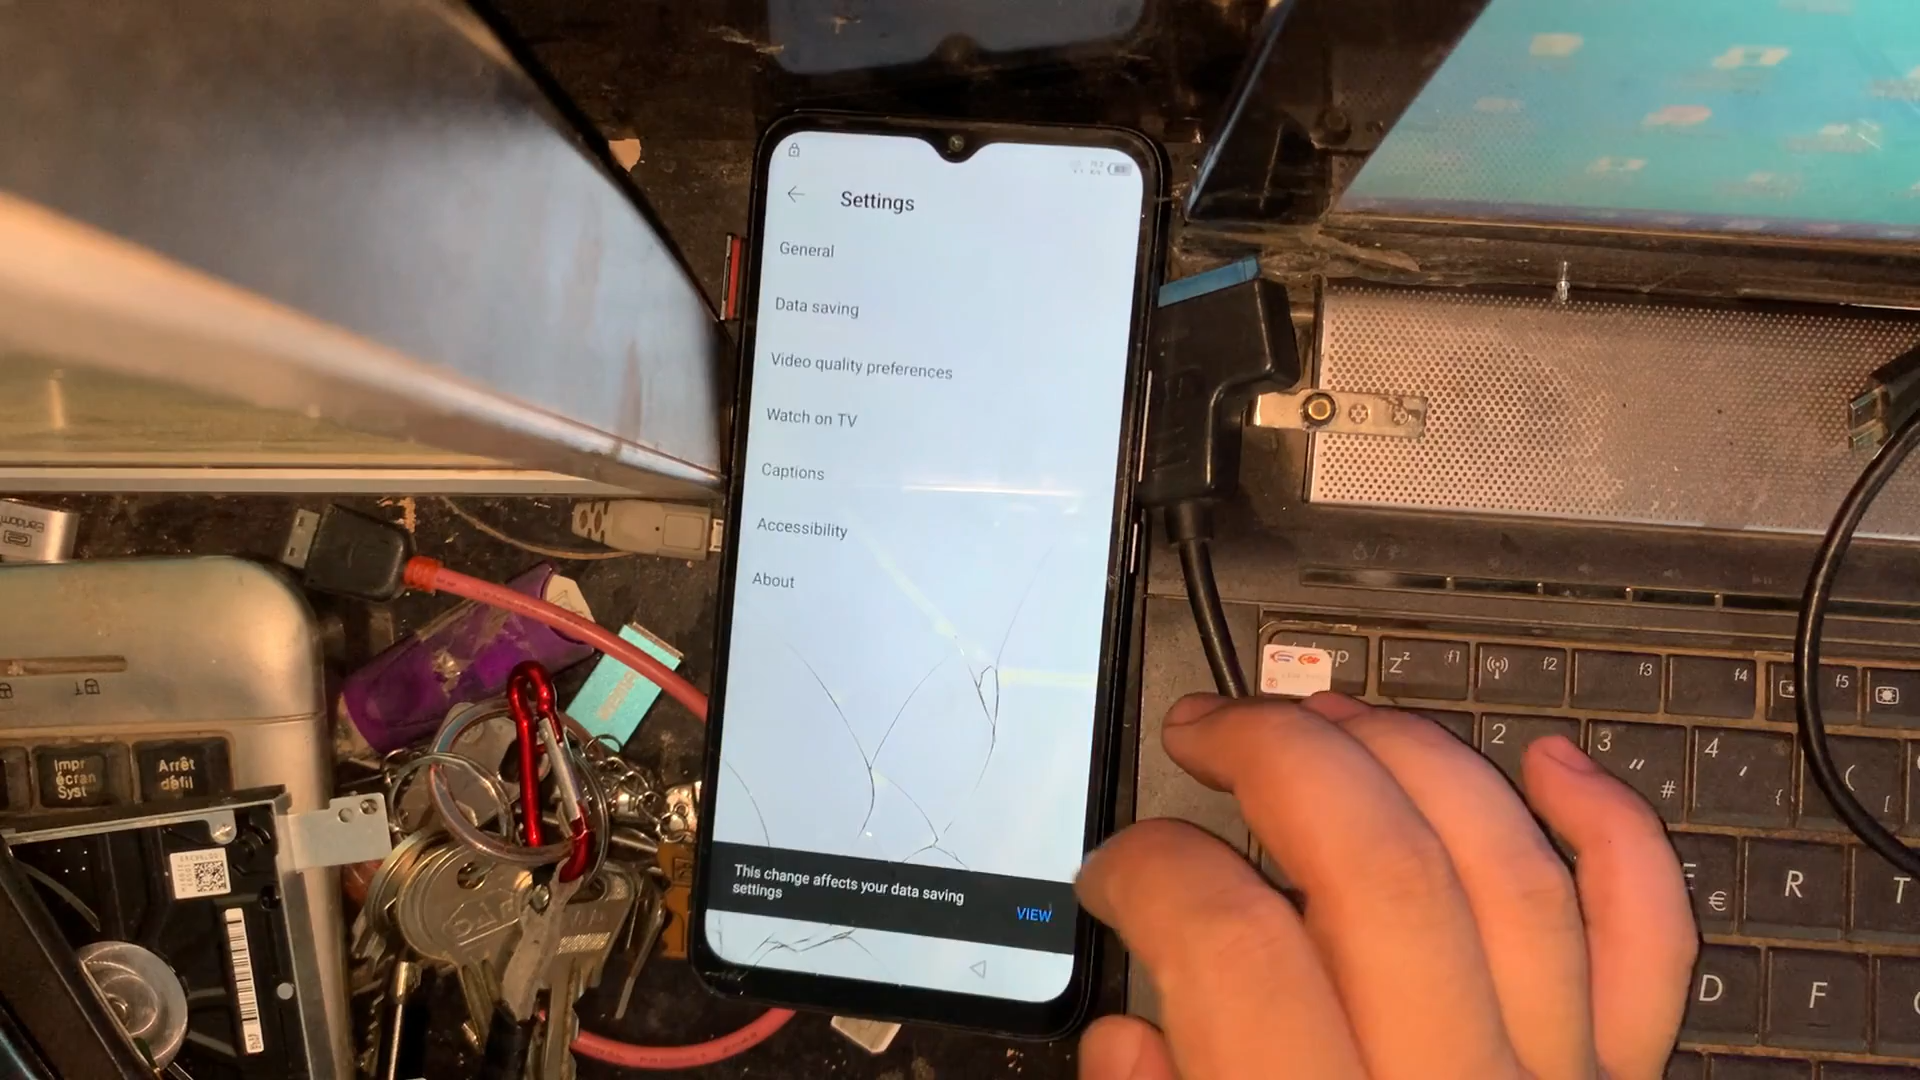 Settings
General
Data saving
Video quality preferences
Watch on TV
Captions
Accessibility
About
This change affects your data saving
settings
VIEW
Impr
écran
Syst
Arrêt
défil
f1
f2
f3
f4
f5
2
3
"
#
4
'
{
(
[
€
R
T
D
F